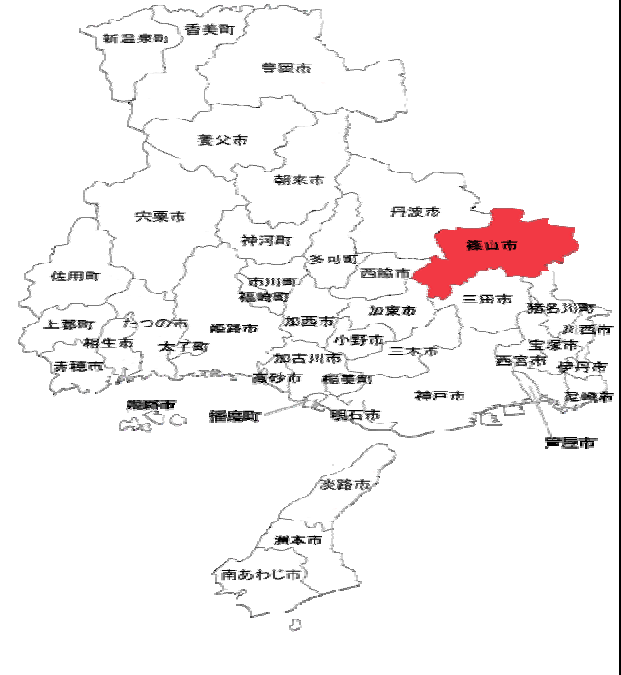 香美町
新温泉町
豊岡市
養父市
朝来市
宍粟市
丹波市
神河町
篠山市
多可町
佐用町
西脇市
市川町
福崎町
三田市
猪名川町
加東市
上郡町
たつの市
姫路市
加西市
川西市
相生市
太子町
小野市
宝塚市
三木市
加古川市
西宮市
赤穂市
伊丹市
高砂市
稲美町
神戸市
尼崎市
姫路市
播磨町
明石市
芦屋市
淡路市
洲本市
南あわじ市